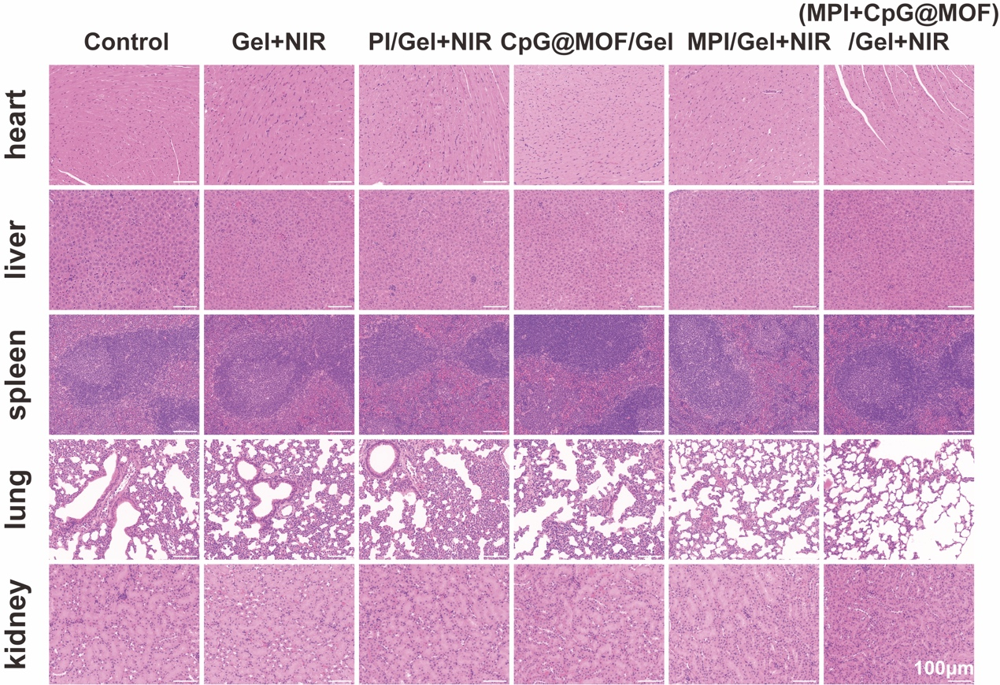 (MPI+CpG@MOF)
Control Gel+NIR PI/Gel+NIR CpG@MOF/Gel MPI/Gel+NIR /Gel+NIR
heart
liver
spleen
lung
kidney
100μm